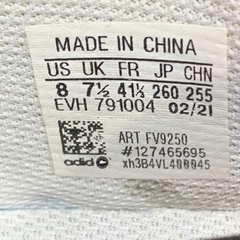 MADE IN CHINA
US UK FR JP CHN
8 7½ 41⅓ 260 255
EVH 791004 02/21
ART FV9250
#127465695
xh3B4VL400045
adid